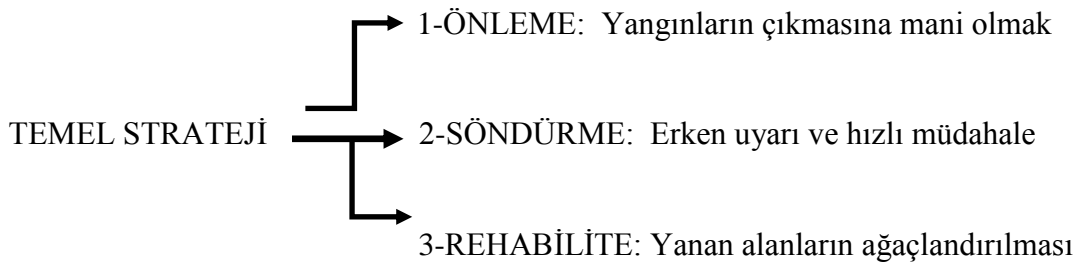 1-ÖNLEME: Yangınların çıkmasına mani olmak
TEMEL STRATEJİ
2-SÖNDÜRME: Erken uyarı ve hızlı müdahale
3-REHABİLİTE: Yanan alanların ağaçlandırılması